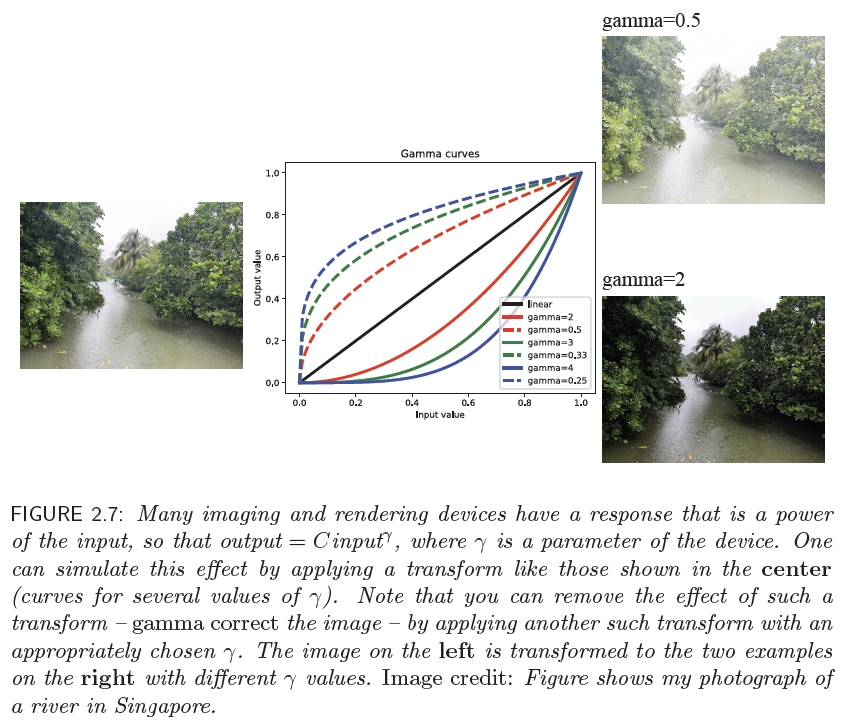 gamma=0.5
Gamma curves
1.0
0.8
0.6
0.4
0.2
0.0
Output value
0.0 0.2 0.4 0.6 0.8 1.0
Input value
linear
gamma=2
gamma=0.5
gamma=3
gamma=0.33
gamma=4
gamma=0.25
gamma=2
FIGURE 2.7: Many imaging and rendering devices have a response that is a power
of the input, so that output = C input^γ, where γ is a parameter of the device. One
can simulate this effect by applying a transform like those shown in the center
(curves for several values of γ). Note that you can remove the effect of such a
transform – gamma correct the image – by applying another such transform with an
appropriately chosen γ. The image on the left is transformed to the two examples
on the right with different γ values. Image credit: Figure shows my photograph of
a river in Singapore.